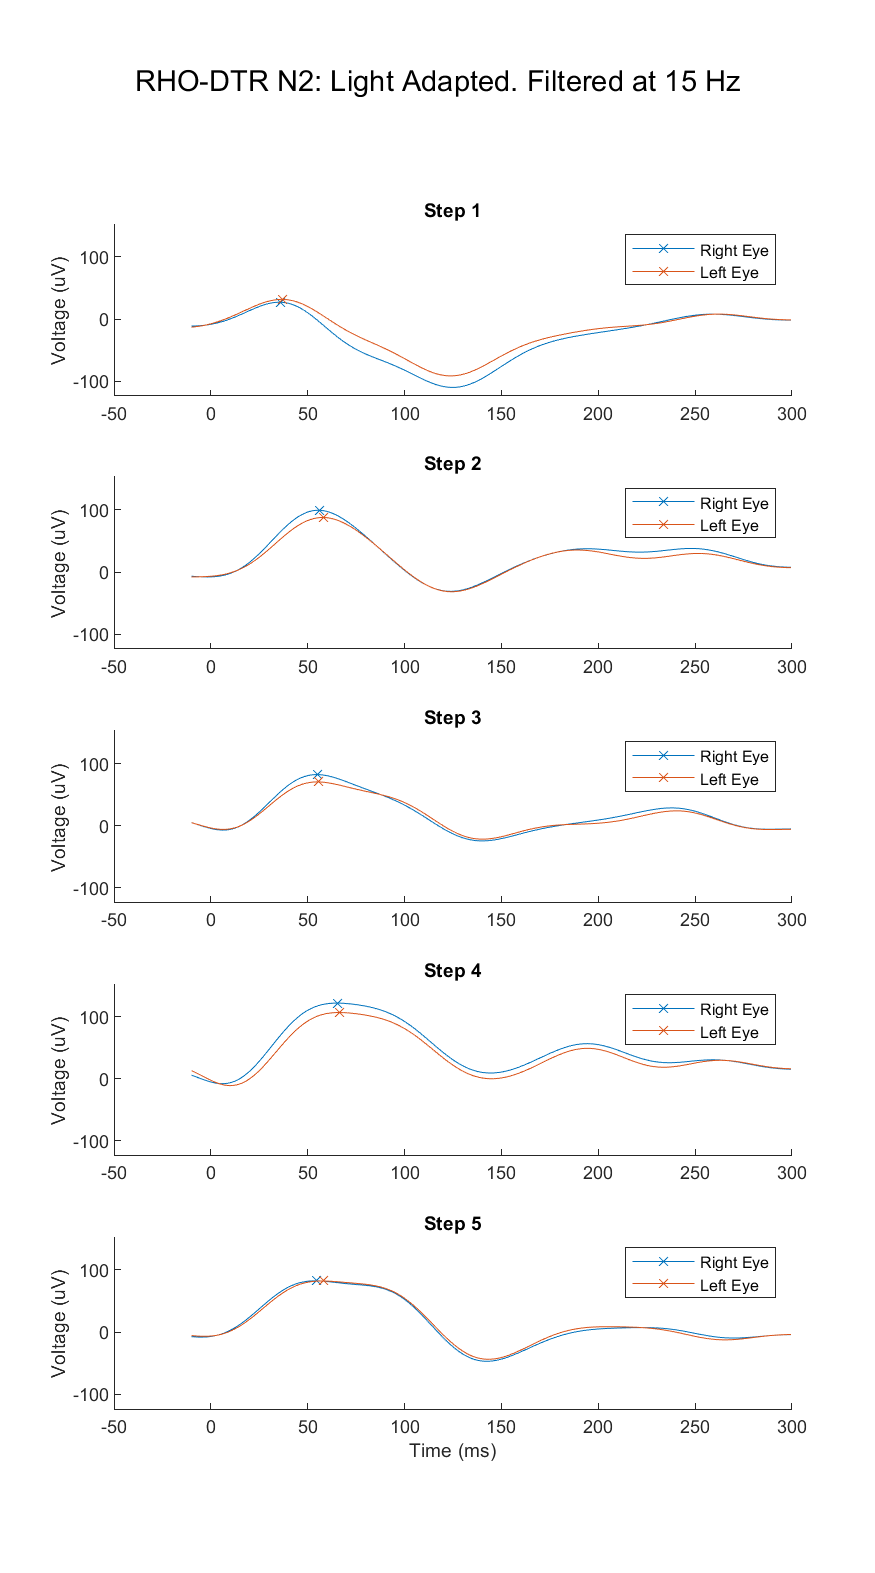 RHO-DTR N2: Light Adapted. Filtered at 15 Hz
Step 1
Voltage (uV)
100
0
-100
-50 0 50 100 150 200 250 300
Right Eye
Left Eye
Step 2
Voltage (uV)
100
0
-100
-50 0 50 100 150 200 250 300
Right Eye
Left Eye
Step 3
Voltage (uV)
100
0
-100
-50 0 50 100 150 200 250 300
Right Eye
Left Eye
Step 4
Voltage (uV)
100
0
-100
-50 0 50 100 150 200 250 300
Right Eye
Left Eye
Step 5
Voltage (uV)
100
0
-100
-50 0 50 100 150 200 250 300
Right Eye
Left Eye
Time (ms)